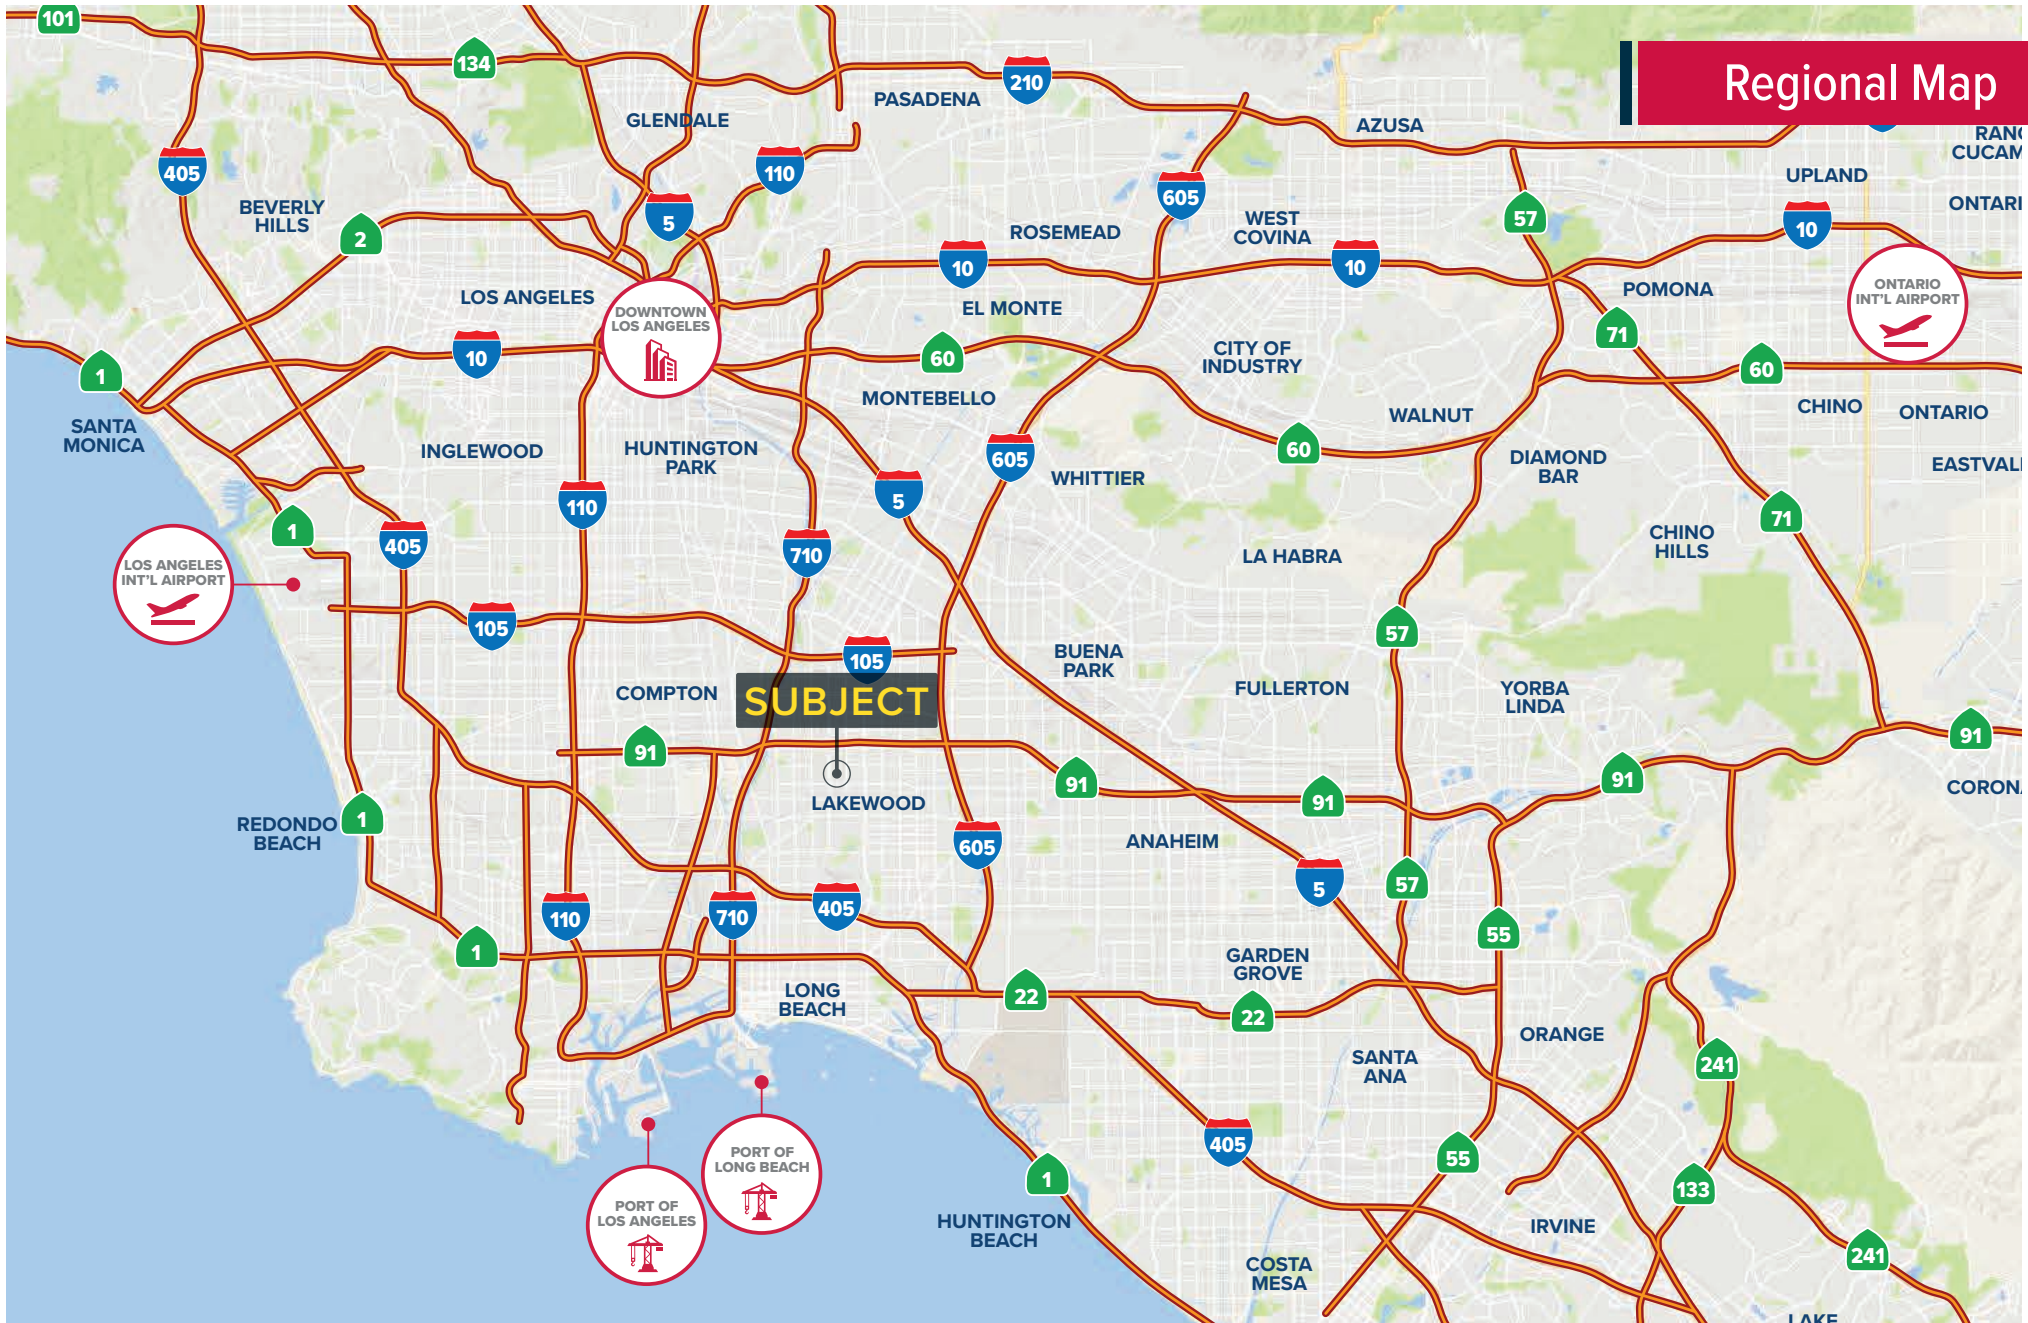 101
134
210
Regional Map
PASADENA
GLENDALE
AZUSA
RANC
CUCAM
405
110
605
UPLAND
ONTARI
BEVERLY
HILLS
2
5
ROSEMEAD
WEST
COVINA
57
10
10
10
LOS ANGELES
DOWNTOWN
LOS ANGELES
EL MONTE
POMONA
ONTARIO
INT'L AIRPORT
1
10
60
CITY OF
INDUSTRY
71
60
MONTEBELLO
WALNUT
CHINO
ONTARIO
SANTA
MONICA
INGLEWOOD
HUNTINGTON
PARK
605
60
WHITTIER
DIAMOND
BAR
EASTVAL
110
5
71
1
405
710
LA HABRA
CHINO
HILLS
LOS ANGELES
INT'L AIRPORT
105
105
57
BUENA
PARK
COMPTON
SUBJECT
FULLERTON
YORBA
LINDA
91
91
91
91
91
CORON
LAKEWOOD
1
REDONDO
BEACH
605
ANAHEIM
5
57
110
710
405
55
1
GARDEN
GROVE
22
22
LONG
BEACH
ORANGE
SANTA
ANA
241
405
55
PORT OF
LONG BEACH
1
133
PORT OF
LOS ANGELES
HUNTINGTON
BEACH
IRVINE
241
COSTA
MESA
LAKE